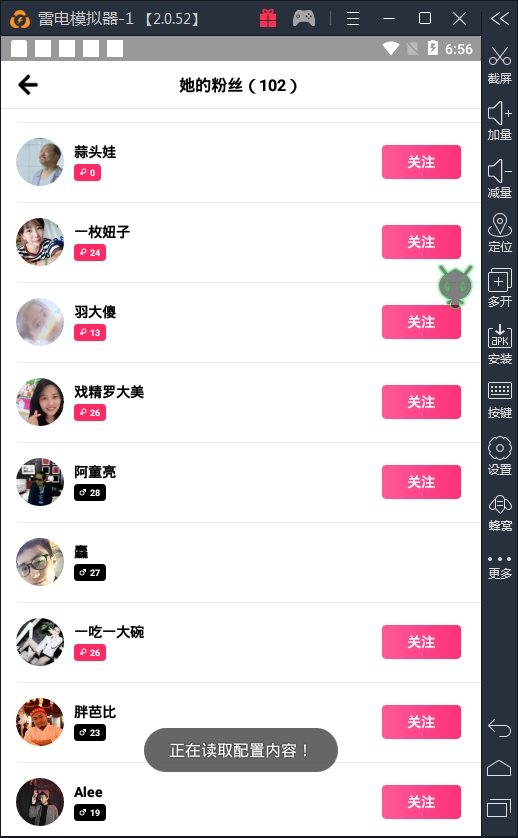 雷电模拟器-1 【2.0.52】
6:56
她的粉丝（102）
蒜头娃
0
关注
一枚妞子
24
关注
羽大傻
13
关注
戏精罗大美
26
关注
阿童亮
28
关注
27
一吃一大碗
26
关注
胖芭比
23
关注
正在读取配置内容！
Alee
19
关注
截屏
加量
减量
定位
多开
APK
安装
按键
设置
蜂窝
更多